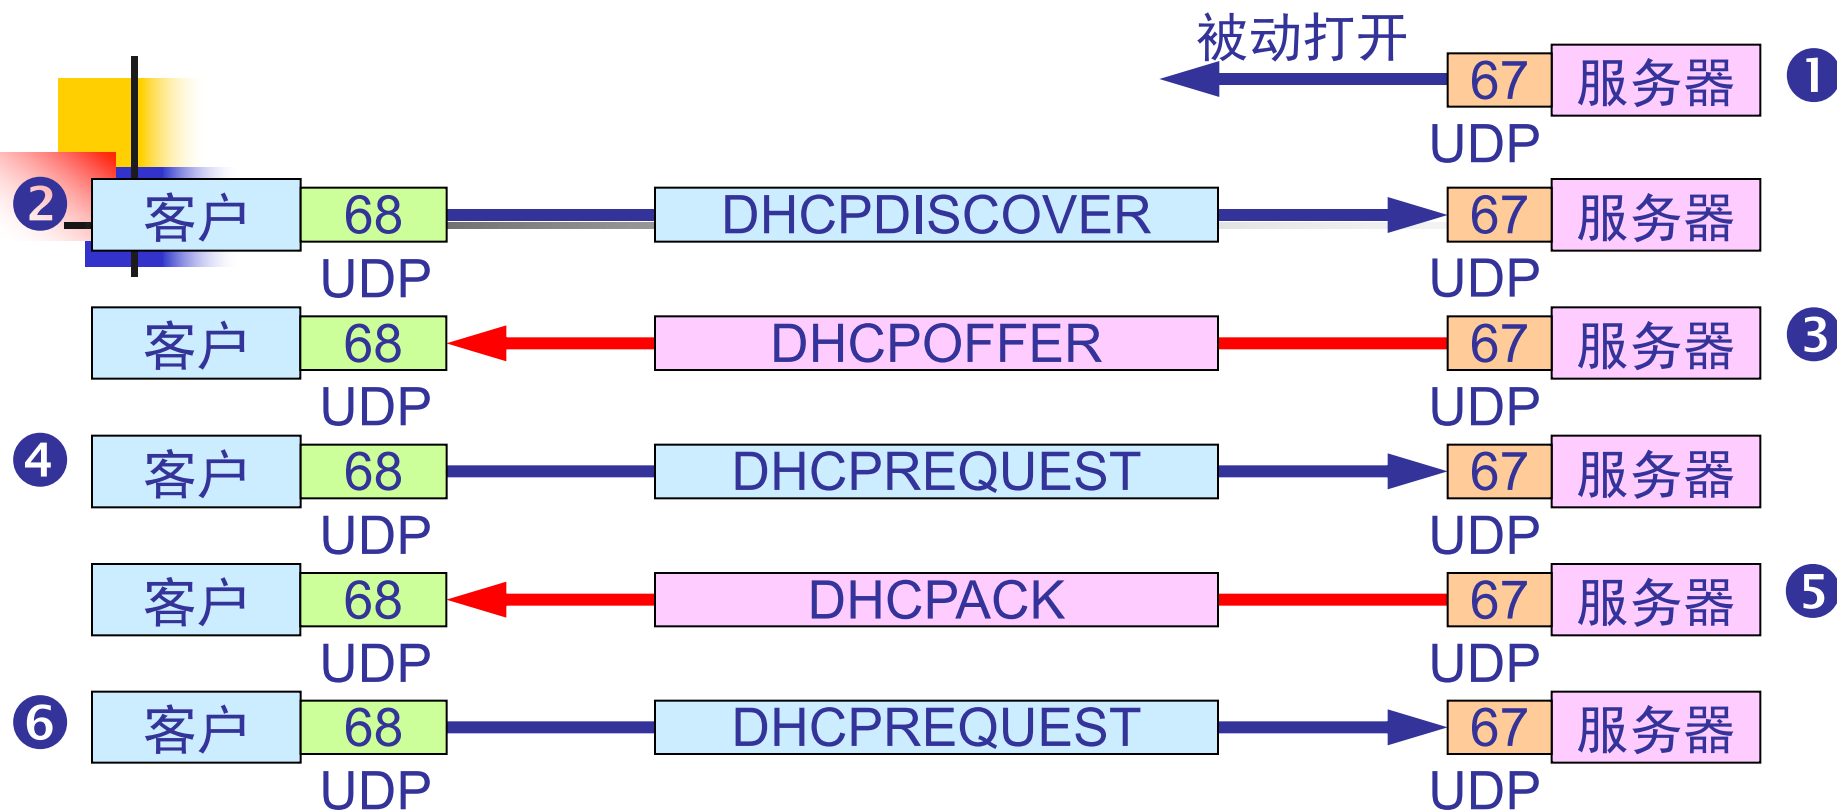 被动打开
67 服务器 ❶
UDP
❷ 客户 68 DHCPDISCOVER 67 服务器
UDP UDP
客户 68 DHCPOFFER 67 服务器 ❸
UDP UDP
❹ 客户 68 DHCPREQUEST 67 服务器
UDP UDP
客户 68 DHCPACK 67 服务器 ❺
UDP UDP
❻ 客户 68 DHCPREQUEST 67 服务器
UDP UDP